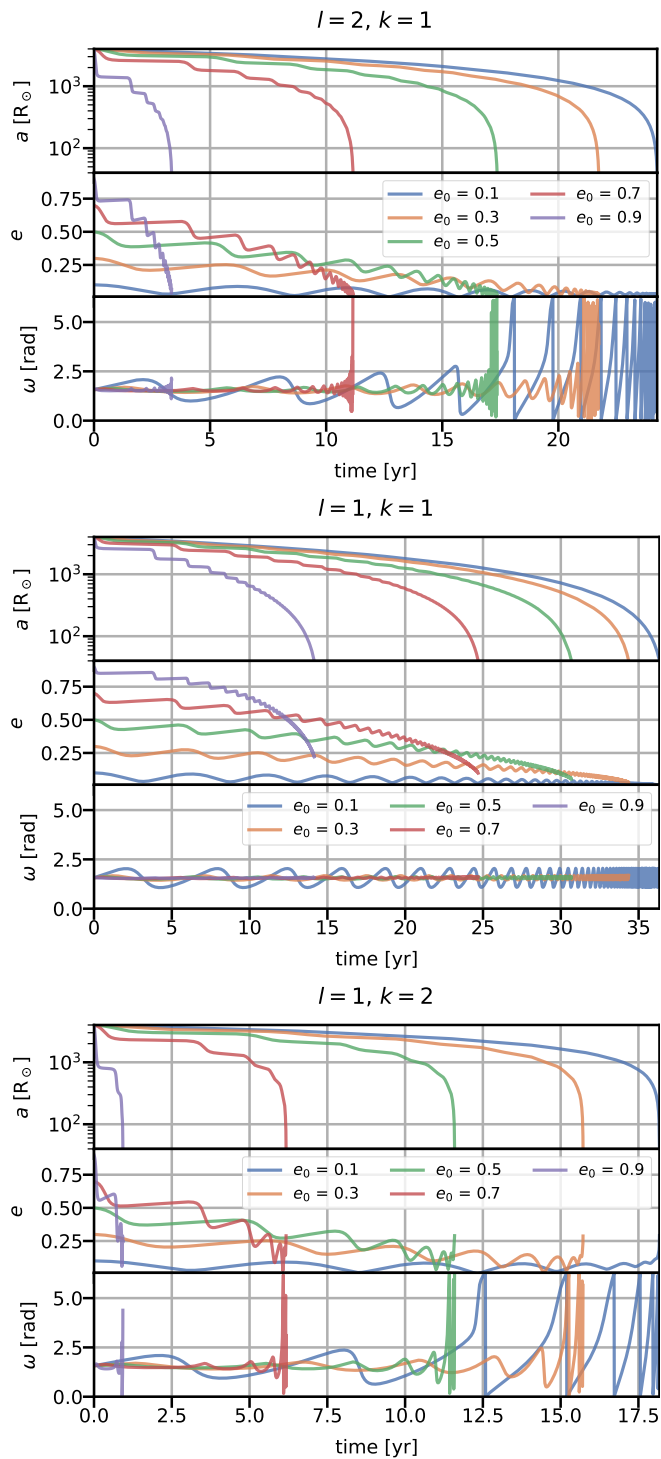 l = 2, k = 1
a [R☉]
10³
10²
e
0.75
0.50
0.25
e₀ = 0.1
e₀ = 0.7
e₀ = 0.3
e₀ = 0.9
e₀ = 0.5
ω [rad]
5.0
2.5
0.0
0 5 10 15 20
time [yr]
l = 1, k = 1
a [R☉]
10³
10²
e
0.75
0.50
0.25
ω [rad]
5.0
2.5
0.0
e₀ = 0.1 e₀ = 0.5 e₀ = 0.9
e₀ = 0.3 e₀ = 0.7
0 5 10 15 20 25 30 35
time [yr]
l = 1, k = 2
a [R☉]
10³
10²
e
0.75
0.50
0.25
e₀ = 0.1 e₀ = 0.5 e₀ = 0.9
e₀ = 0.3 e₀ = 0.7
ω [rad]
5.0
2.5
0.0
0.0 2.5 5.0 7.5 10.0 12.5 15.0 17.5
time [yr]